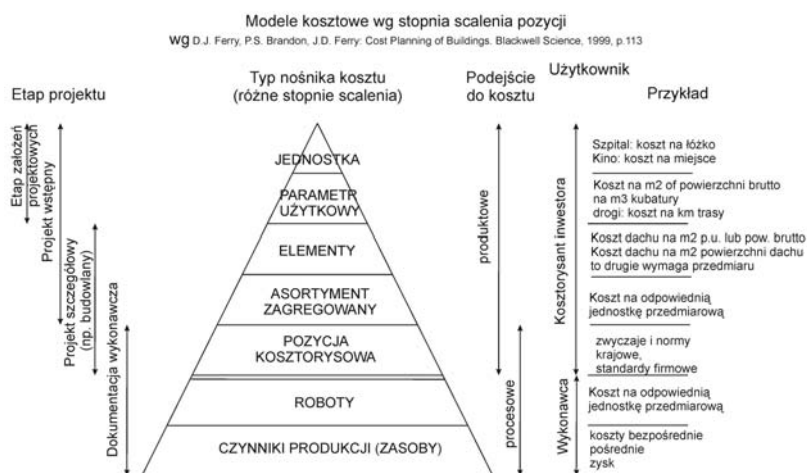 Modele kosztowe wg stopnia scalenia pozycji
wg D.J. Ferry, P.S. Brandon, J.D. Ferry: Cost Planning of Buildings. Blackwell Science, 1999, p.113
Etap projektu
Typ nośnika kosztu
(różne stopnie scalenia)
Podejście
do kosztu
Użytkownik
Przykład
Etap założeń
projektowych
Projekt wstępny
Projekt szczegółowy
(np. budowlany)
Dokumentacja wykonawcza
JEDNOSTKA
PARAMETR
UŻYTKOWY
ELEMENTY
ASORTYMENT
ZAGREGOWANY
POZYCJA
KOSZTORYSOWA
ROBOTY
CZYNNIKI PRODUKCJI (ZASOBY)
produktowe
procesowe
Kosztorysant inwestora
Wykonawca
Szpital: koszt na łóżko
Kino: koszt na miejsce
Koszt na m2 of powierzchni brutto
na m3 kubatury
drogi: koszt na km trasy
Koszt dachu na m2 p.u. lub pow. brutto
Koszt dachu na m2 powierzchni dachu
to drugie wymaga przedmiaru
Koszt na odpowiednią
jednostkę przedmiarową
zwyczaje i normy
krajowe,
standardy firmowe
Koszt na odpowiednią
jednostkę przedmiarową
koszty bezpośrednie
pośrednie
zysk